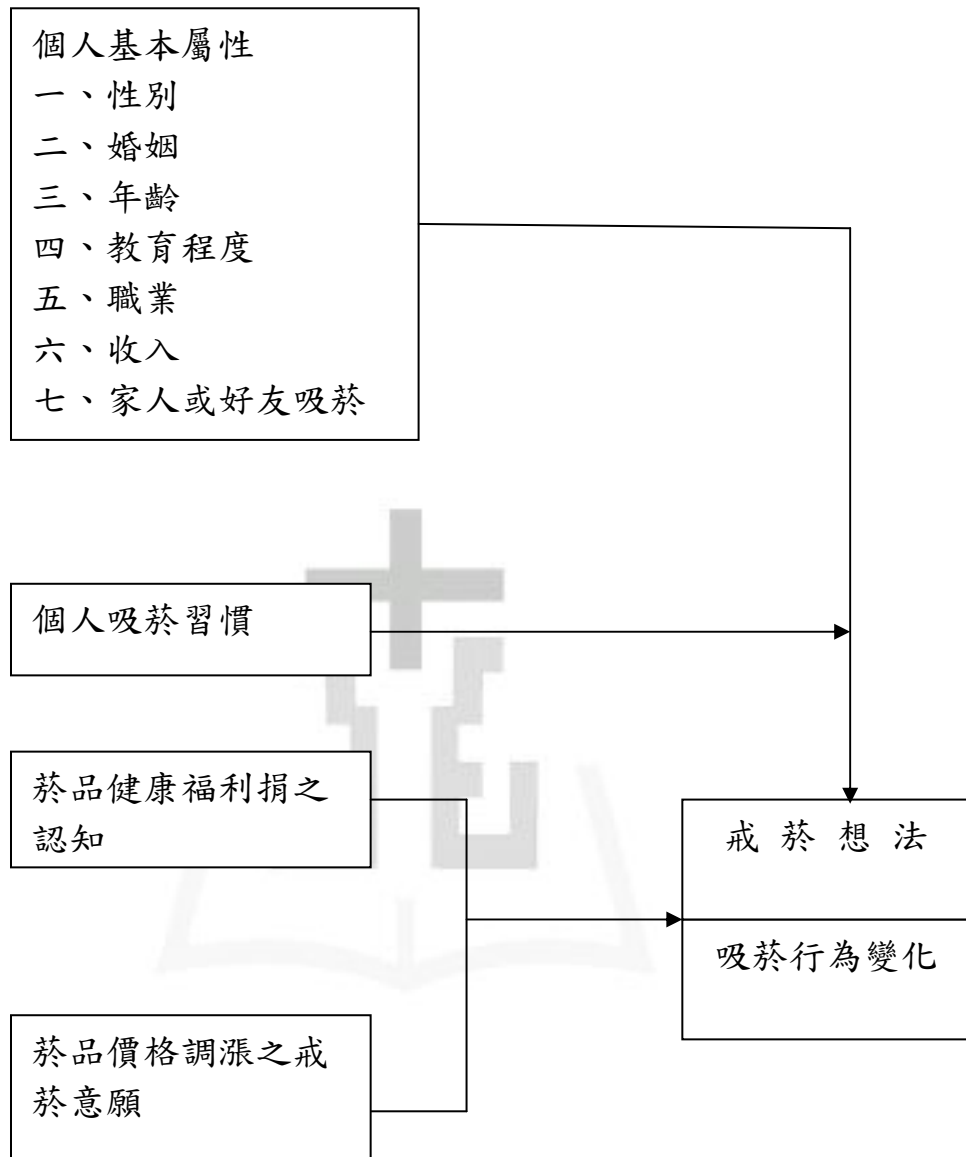 個人基本屬性
一、性別
二、婚姻
三、年齡
四、教育程度
五、職業
六、收入
七、家人或好友吸菸
個人吸菸習慣
菸品健康福利捐之
認知
戒 菸 想 法
吸菸行為變化
菸品價格調漲之戒
菸意願